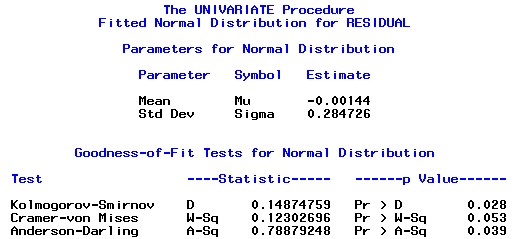 The UNIVARIATE Procedure
Fitted Normal Distribution for RESIDUAL
Parameters for Normal Distribution
Parameter Symbol Estimate
Mean Mu -0.00144
Std Dev Sigma 0.284726
Goodness-of-Fit Tests for Normal Distribution
Test ----Statistic----- ------p Value------
Kolmogorov-Smirnov D 0.14874759 Pr > D 0.028
Cramer-von Mises W-Sq 0.12302696 Pr > W-Sq 0.053
Anderson-Darling A-Sq 0.78879248 Pr > A-Sq 0.039